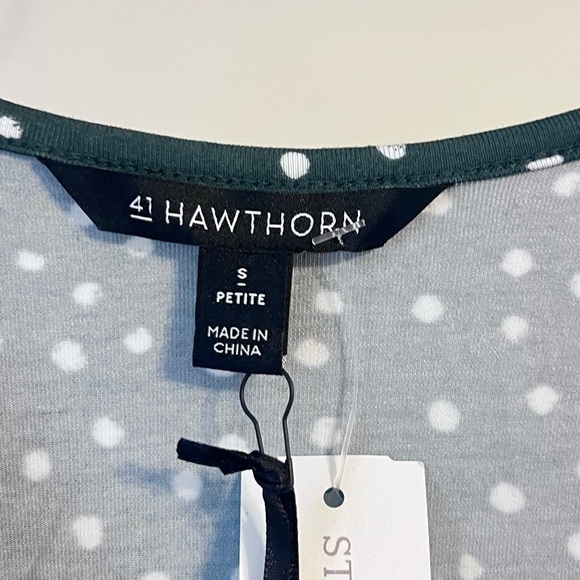 41 HAWTHORN
S
PETITE
MADE IN
CHINA
ST